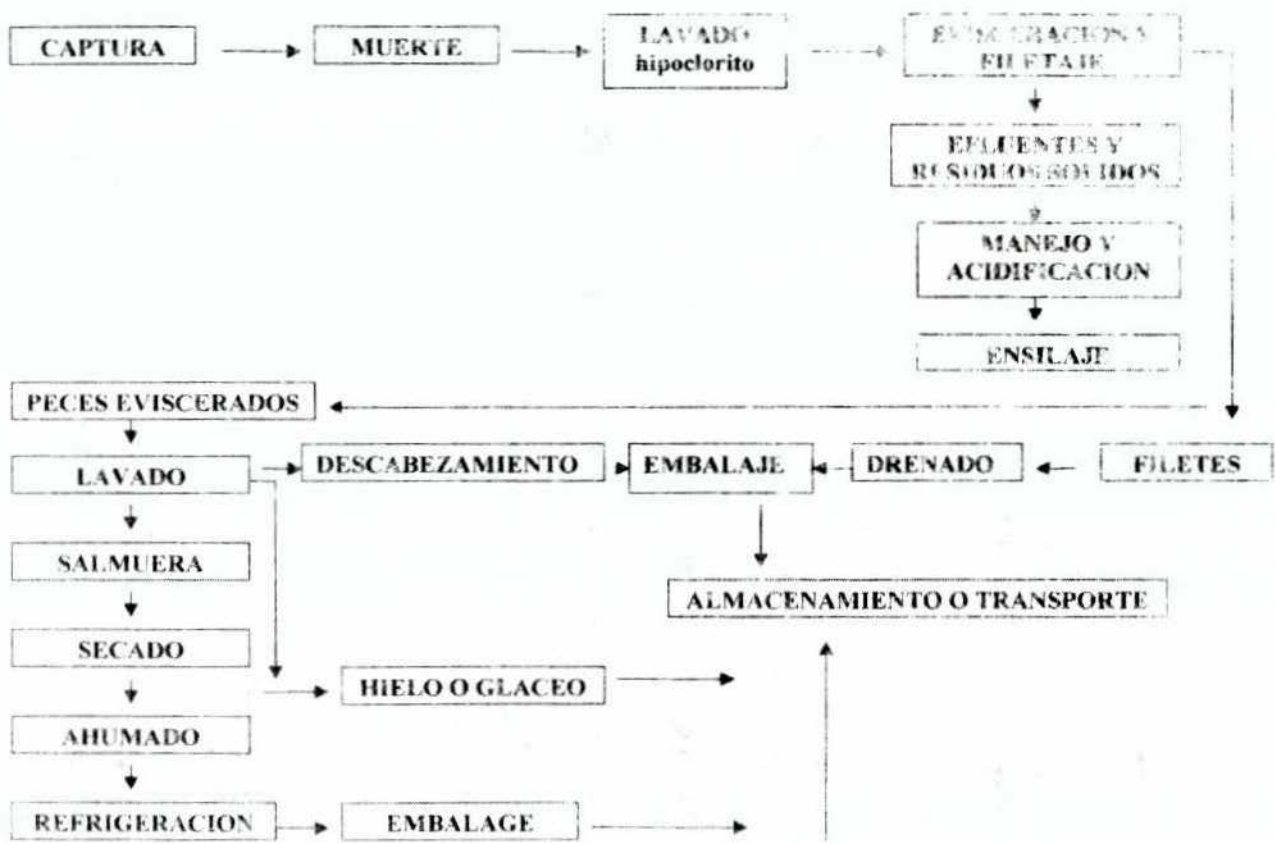 CAPTURA
MUERTE
LAVADO
hipoclorito
EVISCERACION Y
FILETAJE
EFLUENTES Y
RESIDUOS SOLIDOS
MANEJO Y
ACIDIFICACION
ENSILAJE
PECES EVISCERADOS
LAVADO
DESCABEZAMIENTO
EMBALAJE
DRENADO
FILETES
SALMUERA
ALMACENAMIENTO O TRANSPORTE
SECADO
HIELO O GLACEO
AHUMADO
REFRIGERACION
EMBALAGE